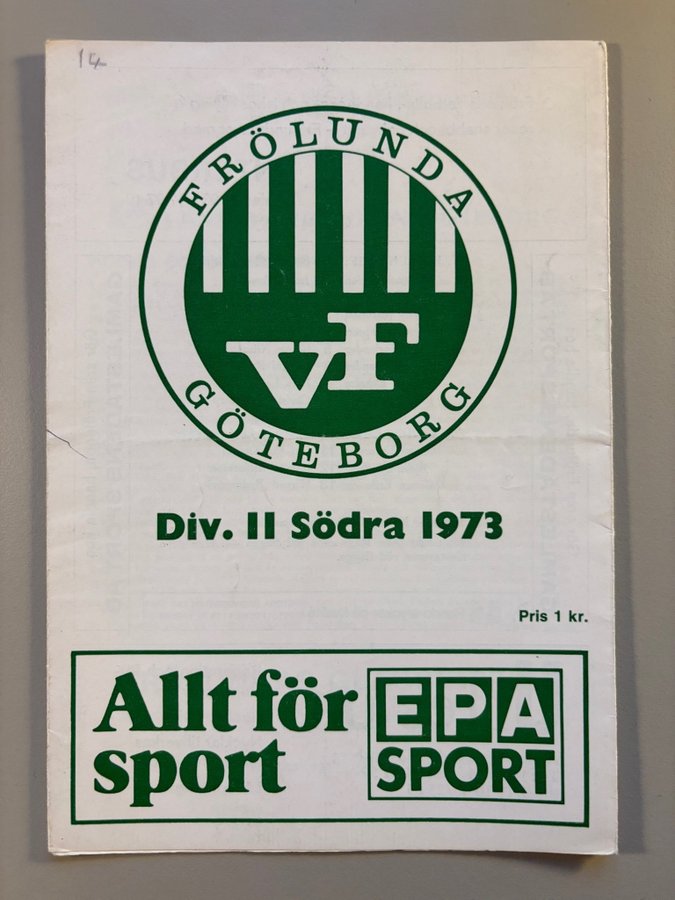 14
FRÖLUNDA
VF
GÖTEBORG
Div. II Södra 1973
Pris 1 kr.
Allt för
sport
EPA
SPORT